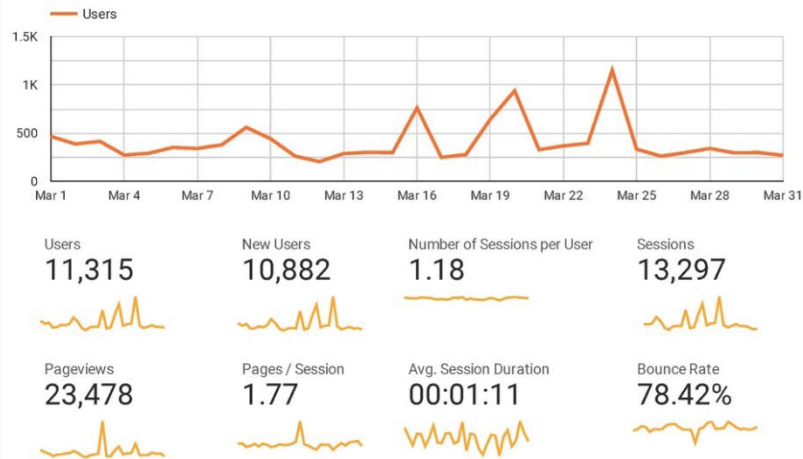 Users
1.5K
1K
500
0
Mar 1 Mar 4 Mar 7 Mar 10 Mar 13 Mar 16 Mar 19 Mar 22 Mar 25 Mar 28 Mar 31
Users New Users Number of Sessions per User Sessions
11,315 10,882 1.18 13,297
Pageviews Pages / Session Avg. Session Duration Bounce Rate
23,478 1.77 00:01:11 78.42%